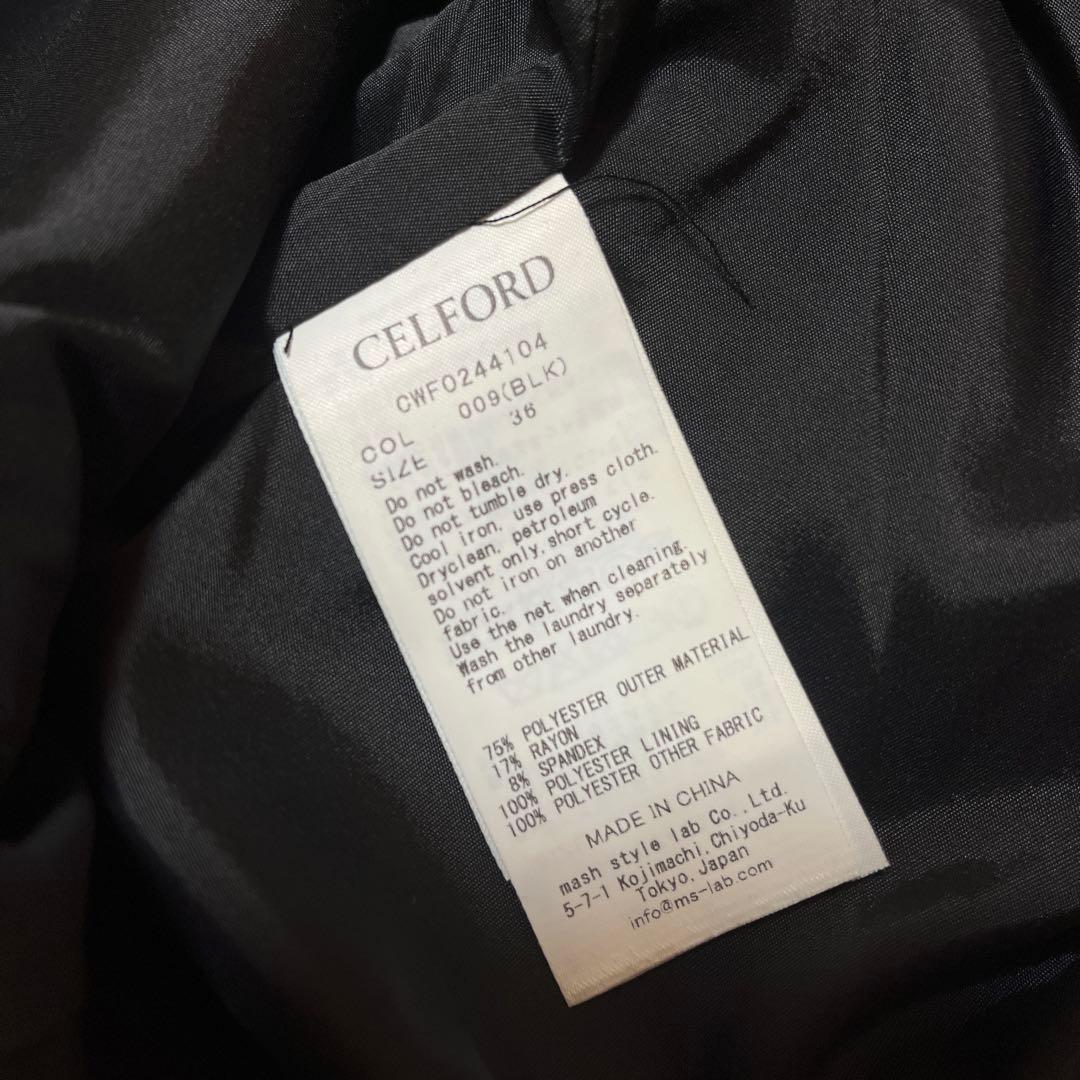 CELFORD
CWFO244104
COL 009(BLK)
SIZE 36
Do not wash.
Do not bleach.
Do not tumble dry.
Cool iron, use press cloth.
Dryclean, petroleum
solvent only,short cycle.
Do not iron on another
fabric.
Use the net when cleaning.
Wash the laundry separately
from other laundry.
75% POLYESTER OUTER MATERIAL
17% RAYON
8% SPANDEX
100% POLYESTER LINING
100% POLYESTER OTHER FABRIC
MADE IN CHINA
mash style lab Co.,Ltd.
5-7-1 Kojimachi,Chiyoda-Ku
Tokyo,Japan
info@ms-lab.com